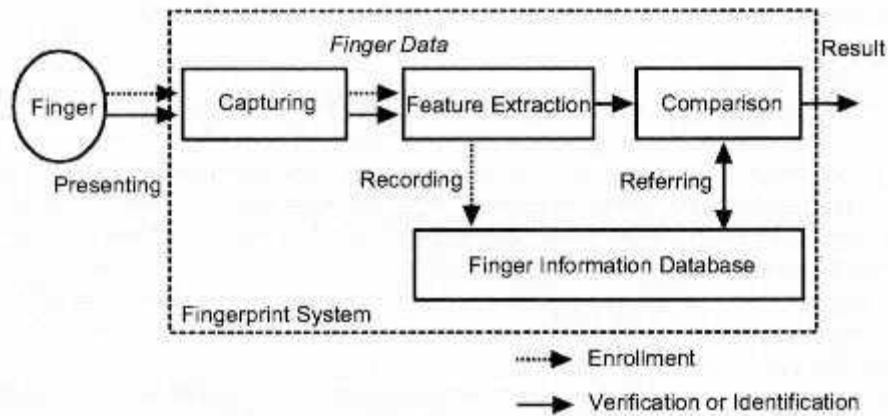 Finger Data
Result
Finger
Capturing
Feature Extraction
Comparison
Presenting
Recording
Referring
Finger Information Database
Fingerprint System
Enrollment
Verification or Identification